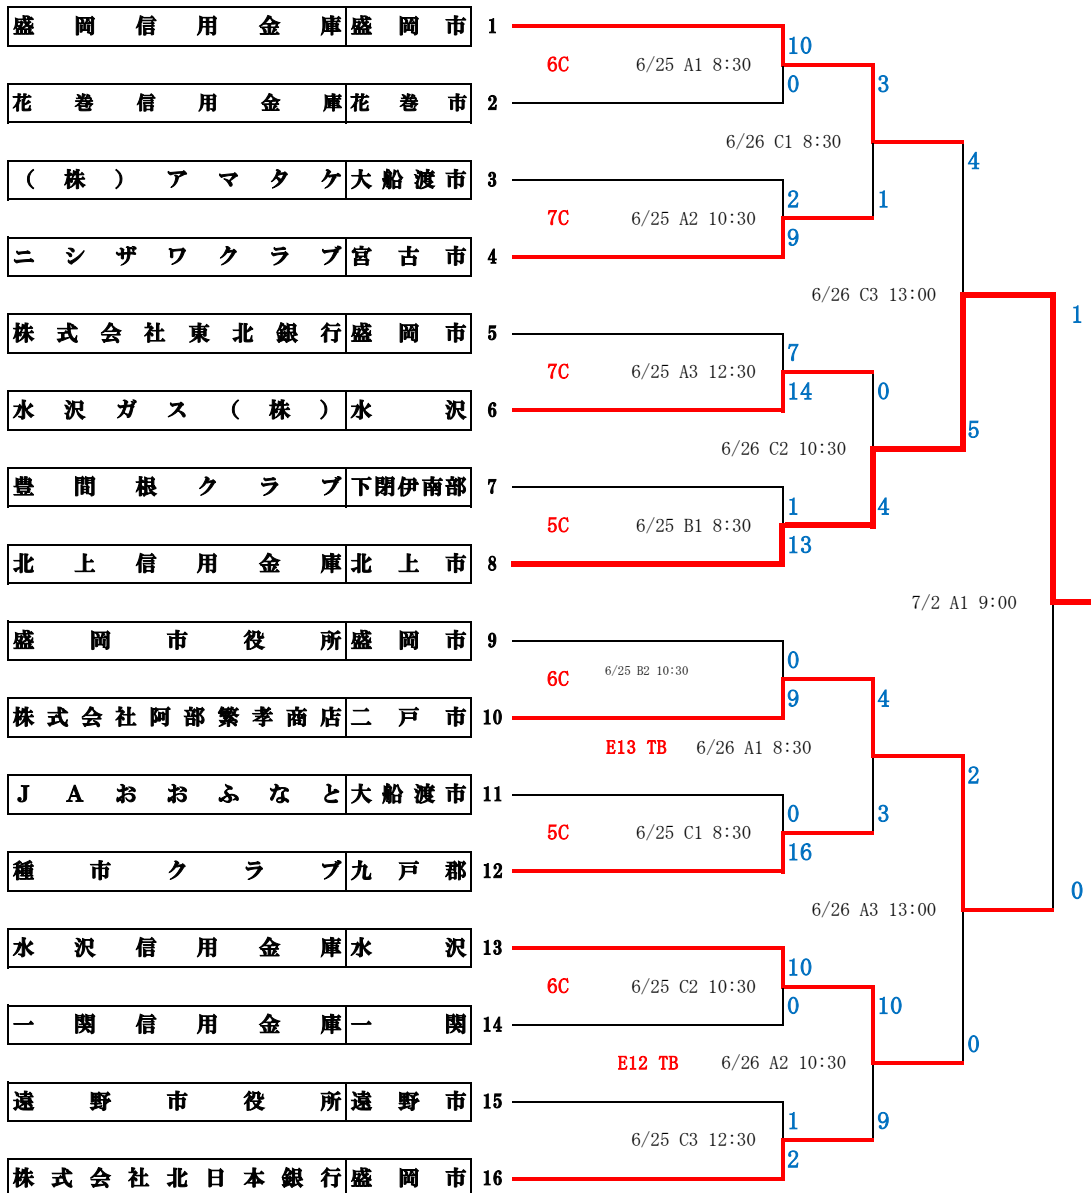 盛岡信用金庫 盛岡市 1
10
6C 6/25 A1 8:30
0 3
花巻信用金庫 花巻市 2
6/26 C1 8:30
4
(株)アマタケ 大船渡市 3
2 1
7C 6/25 A2 10:30
9
ニシザワクラブ 宮古市 4
6/26 C3 13:00
1
株式会社東北銀行 盛岡市 5
7
7C 6/25 A3 12:30
14 0
水沢ガス(株) 水沢 6
5
6/26 C2 10:30
豊間根クラブ 下閉伊南部 7
1 4
5C 6/25 B1 8:30
13
北上信用金庫 北上市 8
7/2 A1 9:00
盛岡市役所 盛岡市 9
0
6C 6/25 B2 10:30
9 4
株式会社阿部繁孝商店 二戸市 10
E13 TB 6/26 A1 8:30
2
JAおおふなと 大船渡市 11
0 3
5C 6/25 C1 8:30
16
種市クラブ 九戸郡 12
0
6/26 A3 13:00
水沢信用金庫 水沢 13
10
6C 6/25 C2 10:30
0 10
一関信用金庫 一関 14
0
E12 TB 6/26 A2 10:30
遠野市役所 遠野市 15
1 9
6/25 C3 12:30
2
株式会社北日本銀行 盛岡市 16